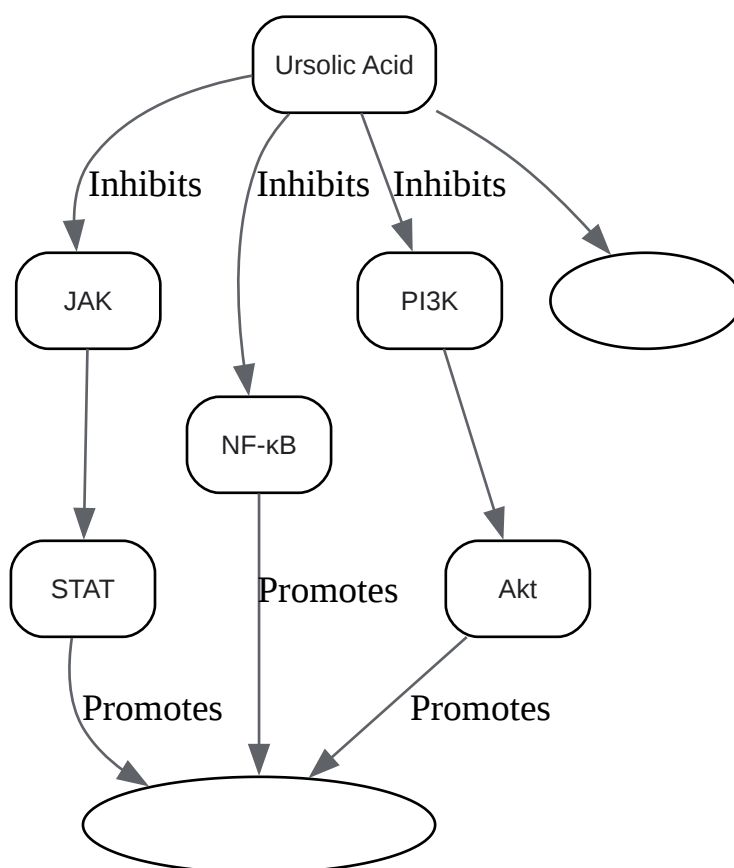 Ursolic Acid
Inhibits
Inhibits
Inhibits
JAK
PI3K
NF-κB
STAT
Promotes
Akt
Promotes
Promotes